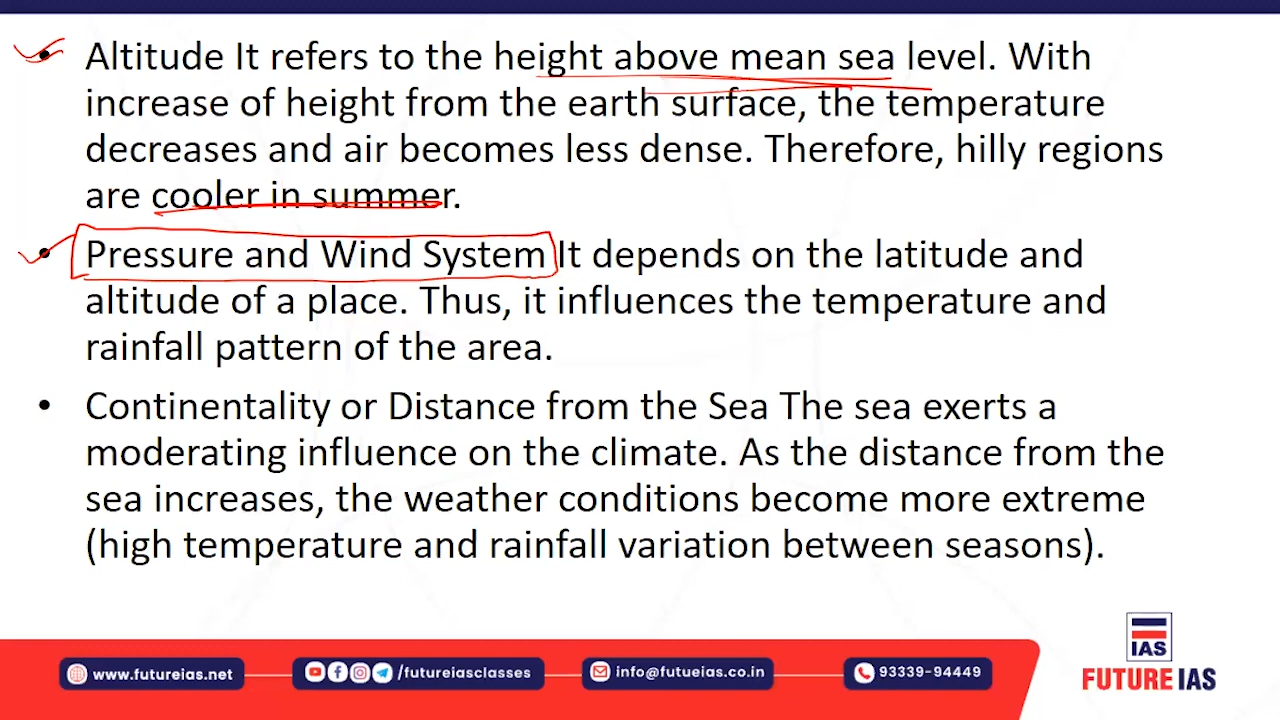 • Altitude It refers to the height above mean sea level. With
increase of height from the earth surface, the temperature
decreases and air becomes less dense. Therefore, hilly regions
are cooler in summer.
• Pressure and Wind System It depends on the latitude and
altitude of a place. Thus, it influences the temperature and
rainfall pattern of the area.
• Continentality or Distance from the Sea The sea exerts a
moderating influence on the climate. As the distance from the
sea increases, the weather conditions become more extreme
(high temperature and rainfall variation between seasons).
IAS
www.futureias.net /futureiasclasses info@futueias.co.in 93339-94449
FUTURE IAS